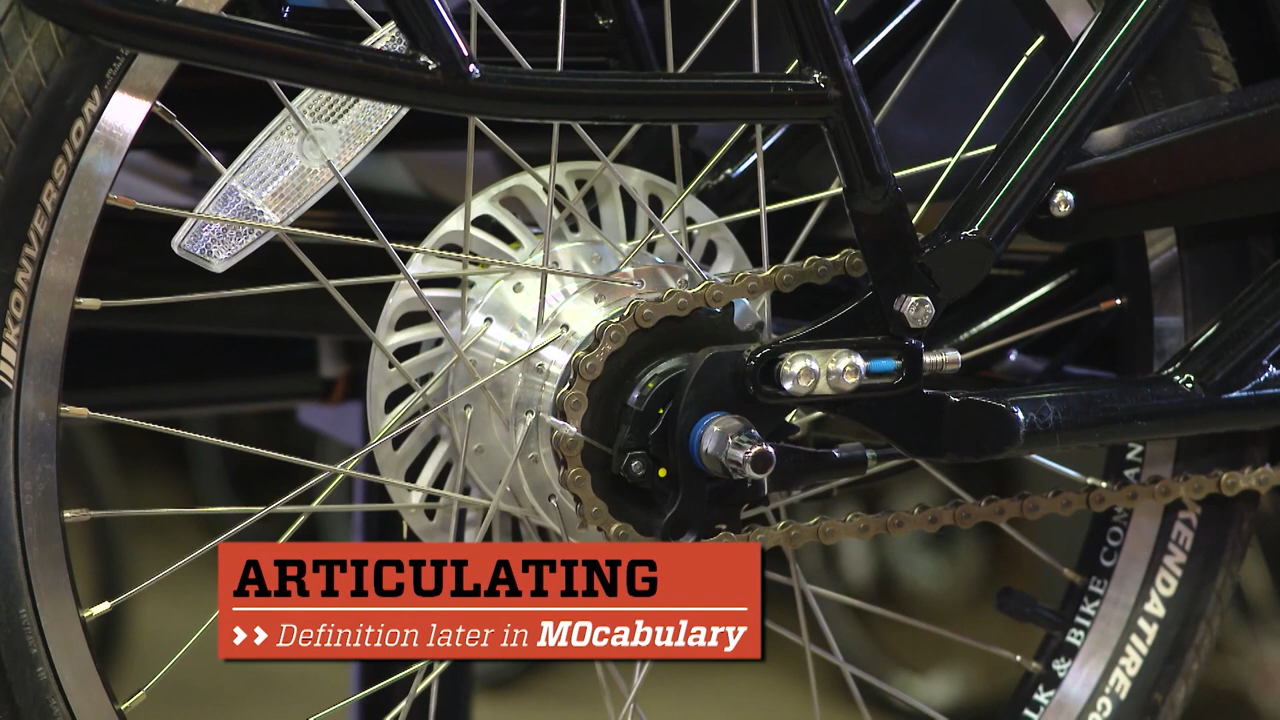 KONVERSION
ARTICULATING
Definition later in MOcabulary
LK & BIKE COMPAN
KENDATIRE.C